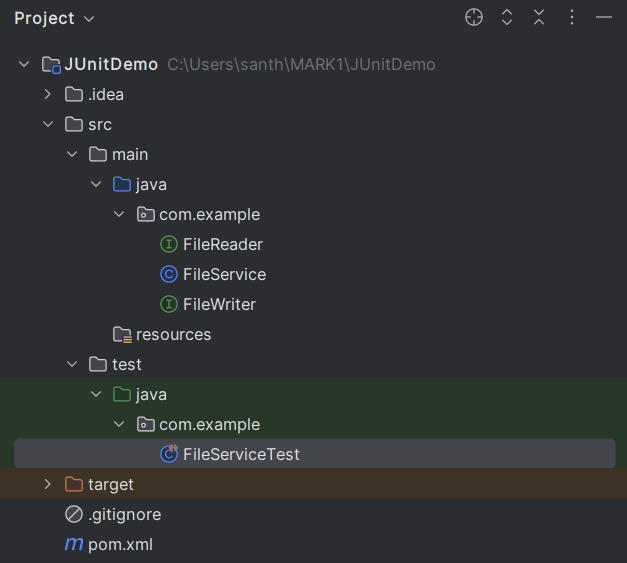 Project
JUnitDemo C:\Users\santh\MARK1\JUnitDemo
.idea
src
main
java
com.example
FileReader
FileService
FileWriter
resources
test
java
com.example
FileServiceTest
target
.gitignore
pom.xml